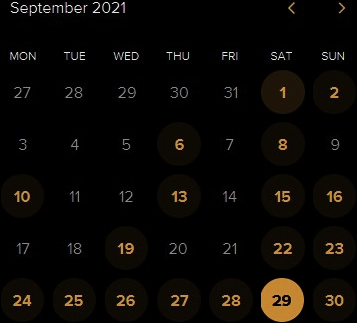 September 2021
MON TUE WED THU FRI SAT SUN
27 28 29 30 31 1 2
3 4 5 6 7 8 9
10 11 12 13 14 15 16
17 18 19 20 21 22 23
24 25 26 27 28 29 30